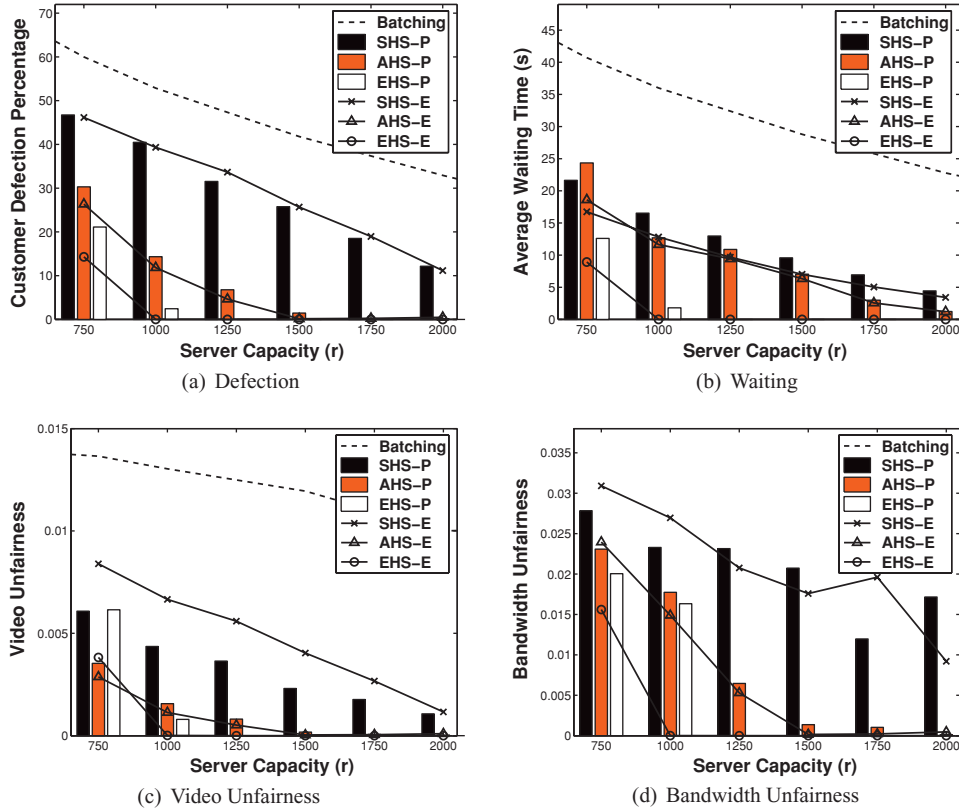 70
60
50
40
30
20
10
0
Customer Defection Percentage
Batching
SHS-P
AHS-P
EHS-P
SHS-E
AHS-E
EHS-E
750 1000 1250 1500 1750 2000
Server Capacity (r)
(a) Defection
45
40
35
30
25
20
15
10
5
0
Average Waiting Time (s)
Batching
SHS-P
AHS-P
EHS-P
SHS-E
AHS-E
EHS-E
750 1000 1250 1500 1750 2000
Server Capacity (r)
(b) Waiting
0.015
0.01
0.005
0
Video Unfairness
Batching
SHS-P
AHS-P
EHS-P
SHS-E
AHS-E
EHS-E
750 1000 1250 1500 1750 2000
Server Capacity (r)
(c) Video Unfairness
0.035
0.03
0.025
0.02
0.015
0.01
0.005
0
Bandwidth Unfairness
Batching
SHS-P
AHS-P
EHS-P
SHS-E
AHS-E
EHS-E
750 1000 1250 1500 1750 2000
Server Capacity (r)
(d) Bandwidth Unfairness